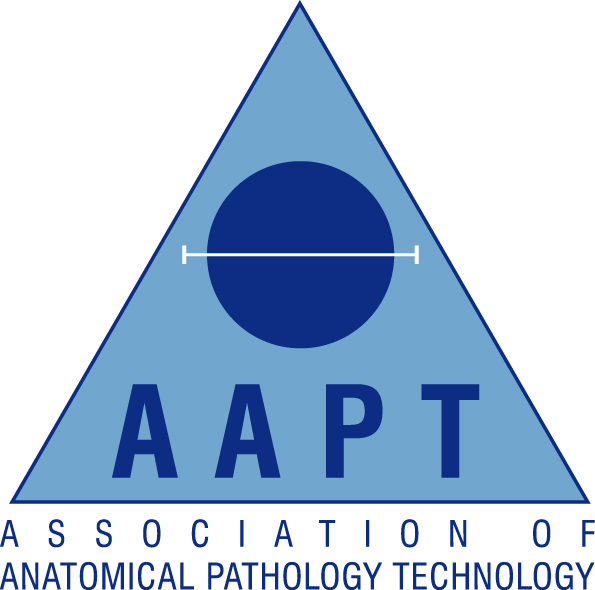 AAPT
ASSOCIATION OF
ANATOMICAL PATHOLOGY TECHNOLOGY